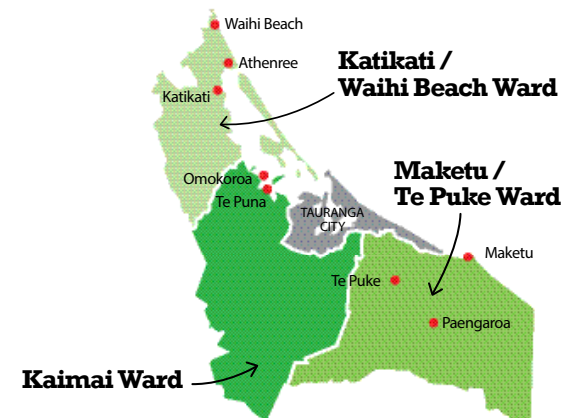 Waihi Beach
Athenree
Katikati /
Waihi Beach Ward
Katikati
Maketu /
Te Puke Ward
Omokoroa
Te Puna
TAURANGA
CITY
Maketu
Te Puke
Paengaroa
Kaimai Ward